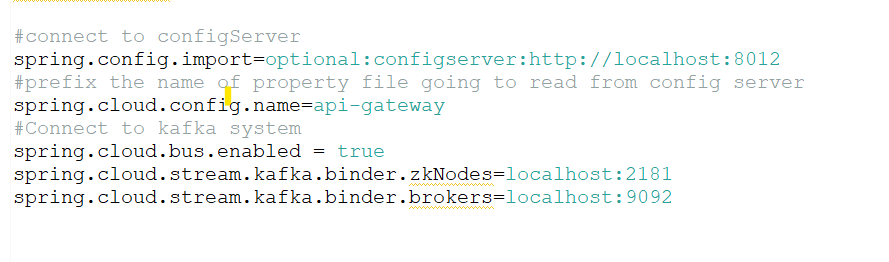 #connect to configServer
spring.config.import=optional:configserver:http://localhost:8012
#prefix the name of property file going to read from config server
spring.cloud.config.name=api-gateway
#Connect to kafka system
spring.cloud.bus.enabled = true
spring.cloud.stream.kafka.binder.zkNodes=localhost:2181
spring.cloud.stream.kafka.binder.brokers=localhost:9092